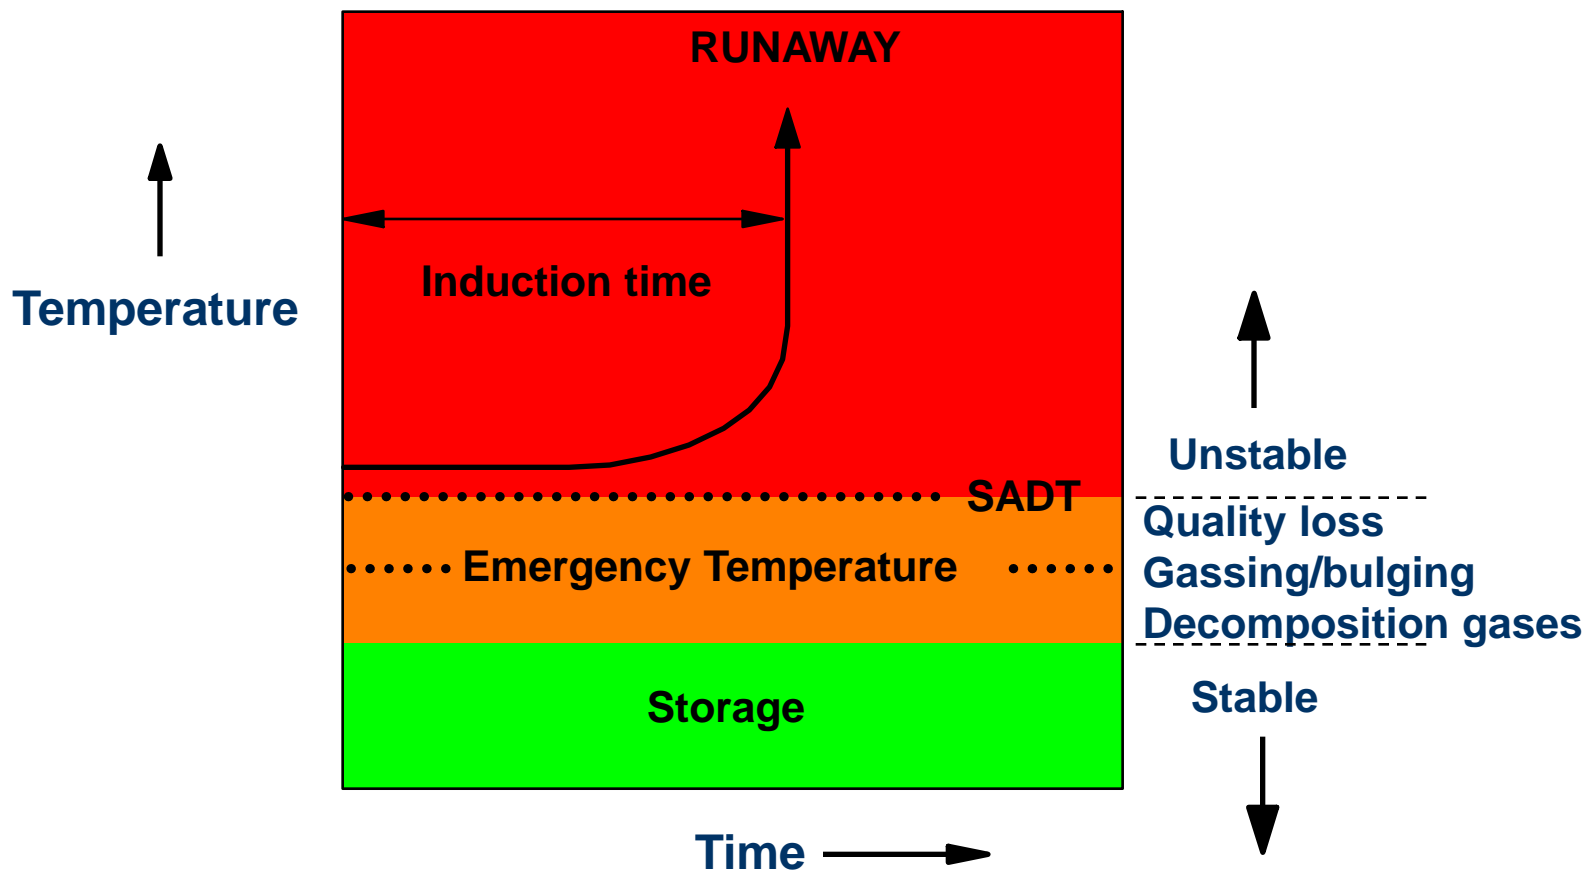 RUNAWAY
Induction time
Temperature
Unstable
SADT
Quality loss
Emergency Temperature
Gassing/bulging
Decomposition gases
Storage
Stable
Time